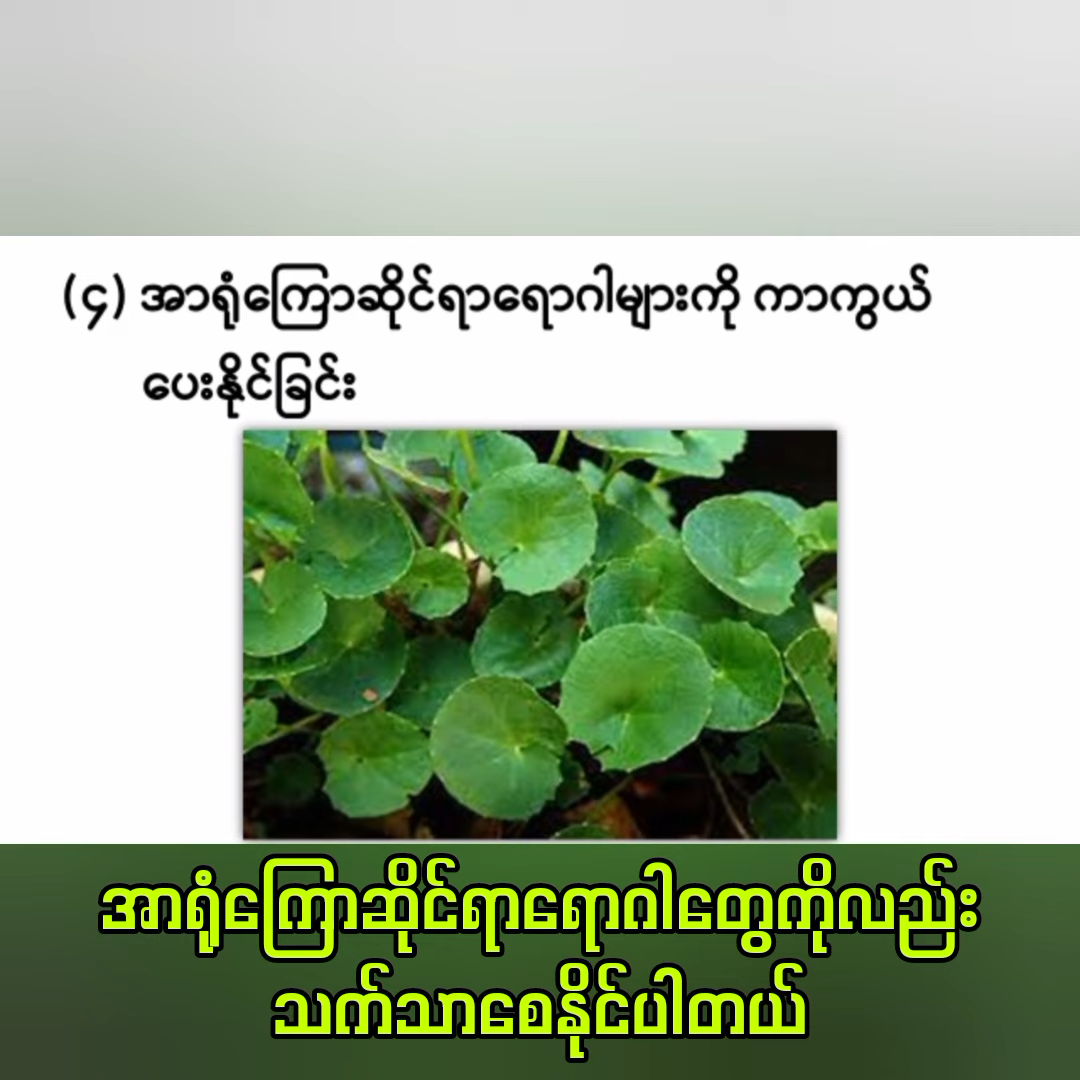 (၄) အာရုံကြောဆိုင်ရာရောဂါများကို ကာကွယ်
ပေးနိုင်ခြင်း
အာရုံကြောဆိုင်ရာရောဂါတွေကိုလည်း
သက်သာစေနိုင်ပါတယ်